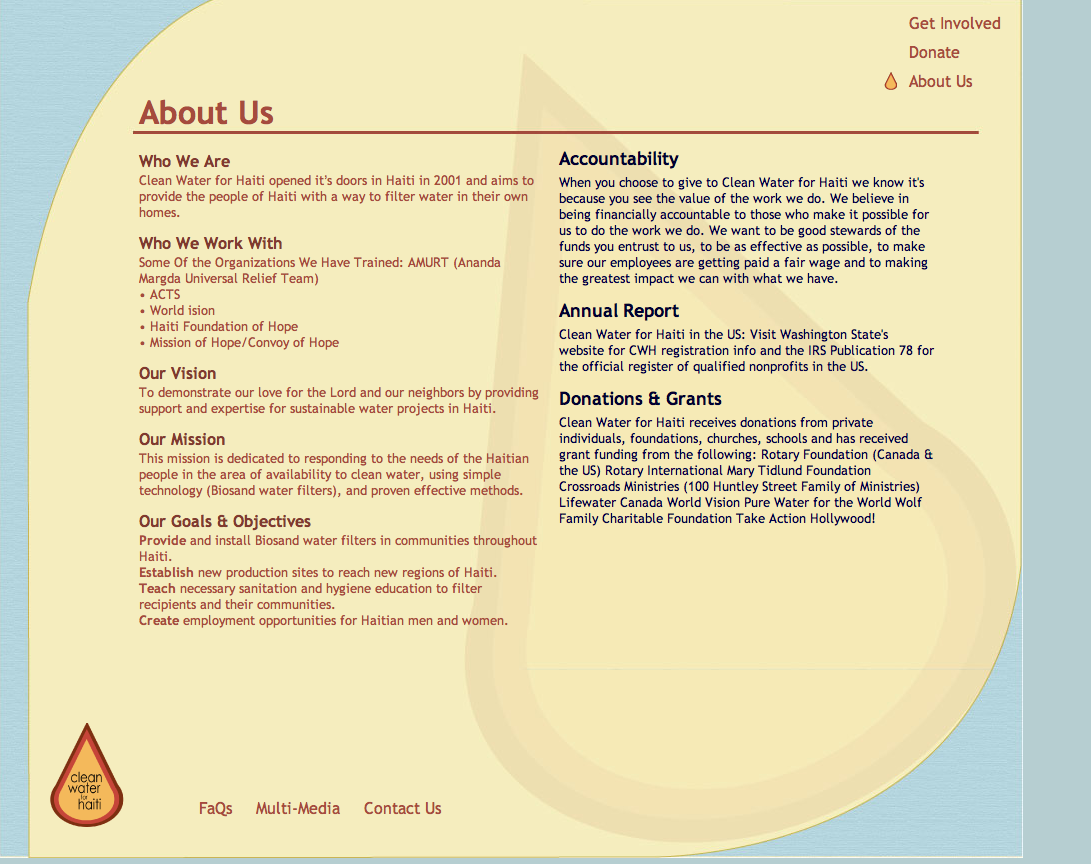 Get Involved
Donate
About Us
About Us
Who We Are
Clean Water for Haiti opened it's doors in Haiti in 2001 and aims to
provide the people of Haiti with a way to filter water in their own
homes.
Who We Work With
Some Of the Organizations We Have Trained: AMURT (Ananda
Margda Universal Relief Team)
• ACTS
• World ision
• Haiti Foundation of Hope
• Mission of Hope/Convoy of Hope
Our Vision
To demonstrate our love for the Lord and our neighbors by providing
support and expertise for sustainable water projects in Haiti.
Our Mission
This mission is dedicated to responding to the needs of the Haitian
people in the area of availability to clean water, using simple
technology (Biosand water filters), and proven effective methods.
Our Goals & Objectives
Provide and install Biosand water filters in communities throughout
Haiti.
Establish new production sites to reach new regions of Haiti.
Teach necessary sanitation and hygiene education to filter
recipients and their communities.
Create employment opportunities for Haitian men and women.
Accountability
When you choose to give to Clean Water for Haiti we know it's
because you see the value of the work we do. We believe in
being financially accountable to those who make it possible for
us to do the work we do. We want to be good stewards of the
funds you entrust to us, to be as effective as possible, to make
sure our employees are getting paid a fair wage and to making
the greatest impact we can with what we have.
Annual Report
Clean Water for Haiti in the US: Visit Washington State's
website for CWH registration info and the IRS Publication 78 for
the official register of qualified nonprofits in the US.
Donations & Grants
Clean Water for Haiti receives donations from private
individuals, foundations, churches, schools and has received
grant funding from the following: Rotary Foundation (Canada &
the US) Rotary International Mary Tidlund Foundation
Crossroads Ministries (100 Huntley Street Family of Ministries)
Lifewater Canada World Vision Pure Water for the World Wolf
Family Charitable Foundation Take Action Hollywood!
clean
water
for
haiti
FaQs Multi-Media Contact Us